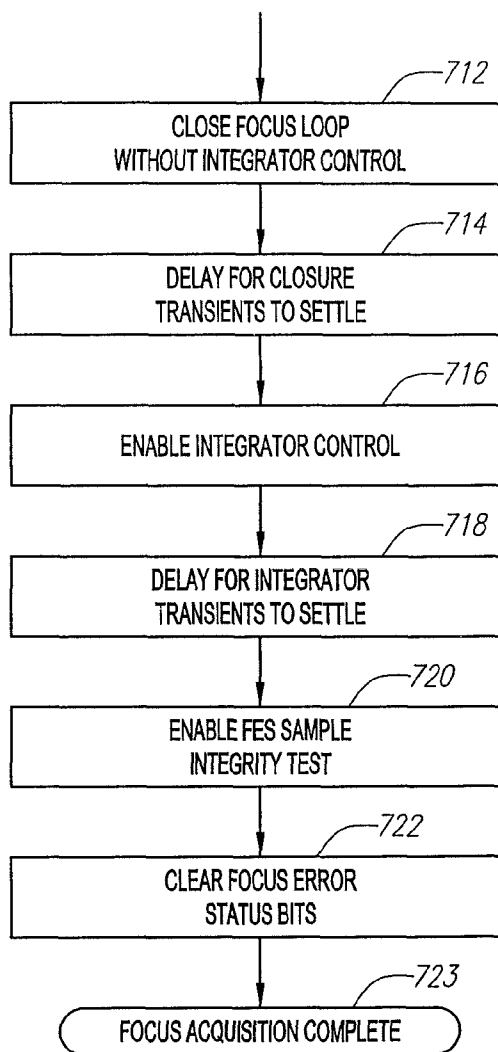 712
CLOSE FOCUS LOOP
WITHOUT INTEGRATOR CONTROL
714
DELAY FOR CLOSURE
TRANSIENTS TO SETTLE
716
ENABLE INTEGRATOR CONTROL
718
DELAY FOR INTEGRATOR
TRANSIENTS TO SETTLE
720
ENABLE FES SAMPLE
INTEGRITY TEST
722
CLEAR FOCUS ERROR
STATUS BITS
723
FOCUS ACQUISITION COMPLETE